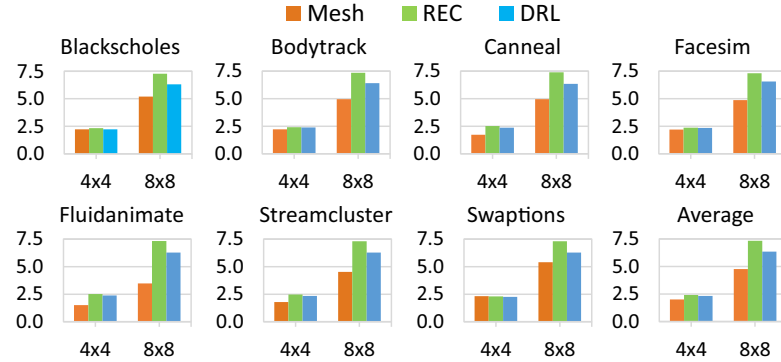 Mesh REC DRL
Blackscholes Bodytrack Canneal Facesim
7.5 7.5 7.5 7.5
5.0 5.0 5.0 5.0
2.5 2.5 2.5 2.5
0.0 0.0 0.0 0.0
4x4 8x8 4x4 8x8 4x4 8x8 4x4 8x8
Fluidanimate Streamcluster Swaptions Average
7.5 7.5 7.5 7.5
5.0 5.0 5.0 5.0
2.5 2.5 2.5 2.5
0.0 0.0 0.0 0.0
4x4 8x8 4x4 8x8 4x4 8x8 4x4 8x8